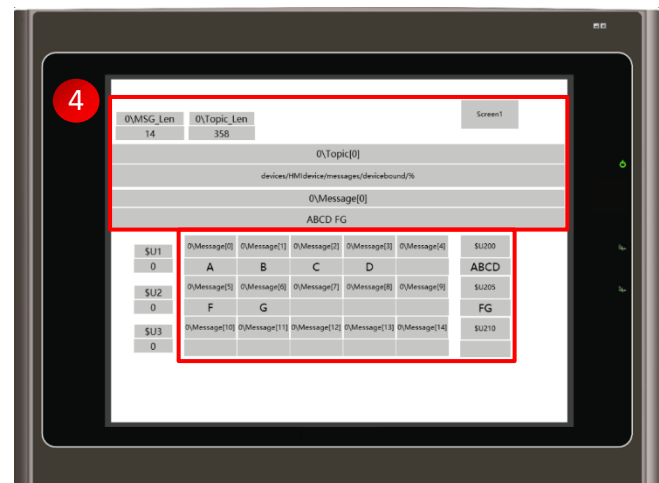 4
0\MSG_Len 0\Topic_Len Screen1
14 358
0\Topic[0]
devices/HMIdevice/messages/devicebound/%
0\Message[0]
ABCD FG
$U1 0\Message[0] 0\Message[1] 0\Message[2] 0\Message[3] 0\Message[4] $U200
0 A B C D ABCD
$U2 0\Message[5] 0\Message[6] 0\Message[7] 0\Message[8] 0\Message[9] $U205
0 F G FG
$U3 0\Message[10] 0\Message[11] 0\Message[12] 0\Message[13] 0\Message[14] $U210
0